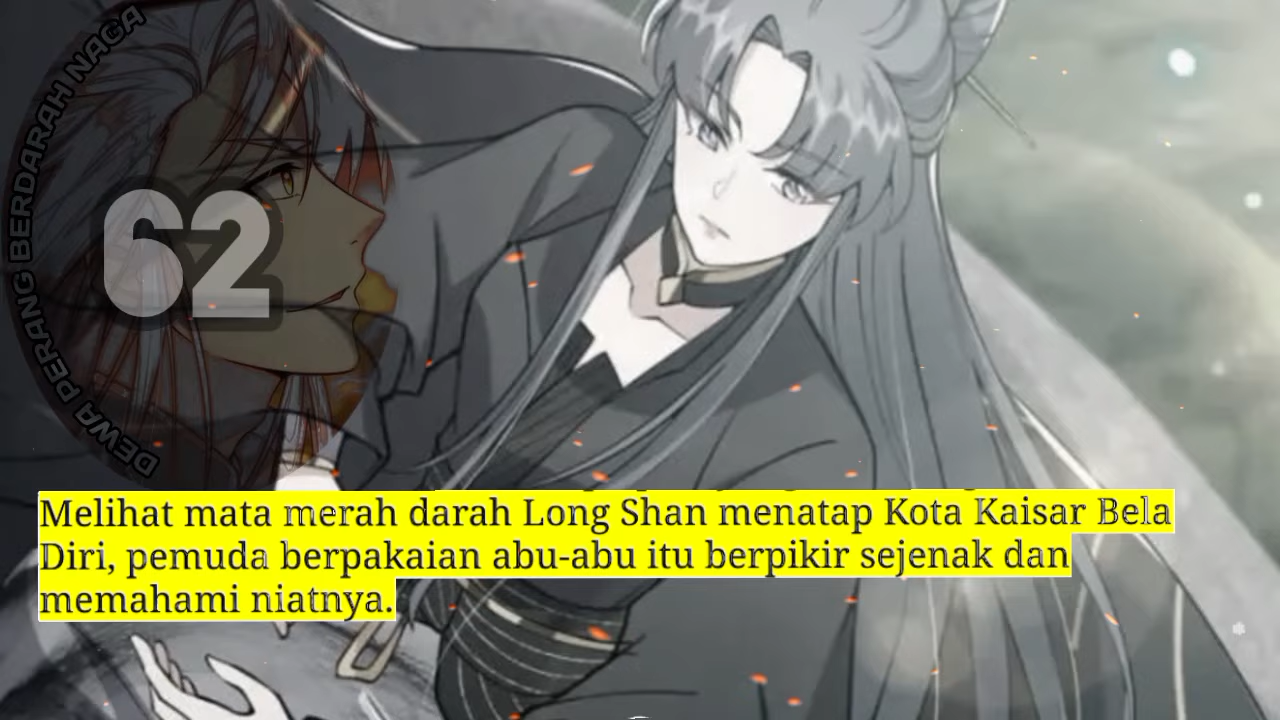 DEWA PERANG BERDARAH NAGA
62
Melihat mata merah darah Long Shan menatap Kota Kaisar Bela
Diri, pemuda berpakaian abu-abu itu berpikir sejenak dan
memahami niatnya.